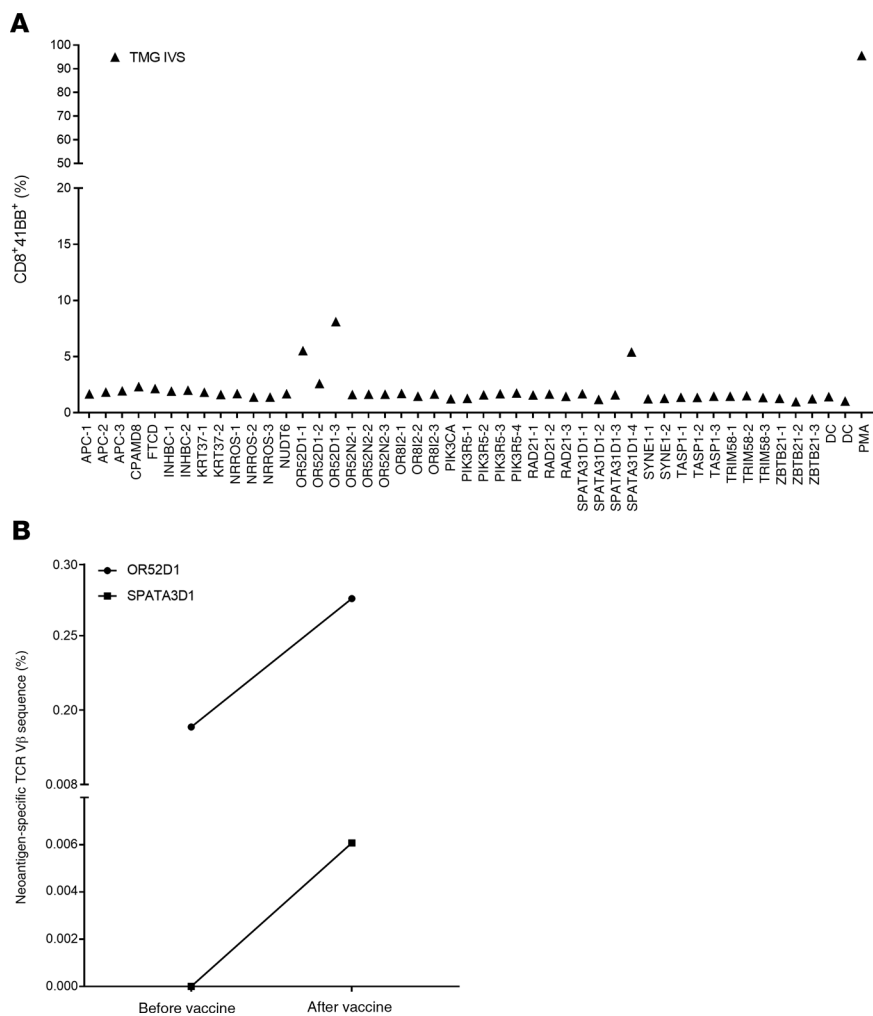 A
TMG IVS
CD8+41BB+ (%)
100
90
80
70
60
50
20
15
10
5
0
APC-1
APC-2
APC-3
CPAMD8
FTCD
INHBC-1
INHBC-2
KRT37-1
KRT37-2
NRROS-1
NRROS-2
NRROS-3
NUDT6
OR52D1-1
OR52D1-2
OR52D1-3
OR52N2-1
OR52N2-2
OR52N2-3
OR8I2-1
OR8I2-2
OR8I2-3
PIK3CA
PIK3R5-1
PIK3R5-2
PIK3R5-3
PIK3R5-4
RAD21-1
RAD21-2
RAD21-3
SPATA31D1-1
SPATA31D1-2
SPATA31D1-3
SPATA31D1-4
SYNE1-1
SYNE1-2
TASP1-1
TASP1-2
TASP1-3
TRIM58-1
TRIM58-2
TRIM58-3
ZBTB21-1
ZBTB21-2
ZBTB21-3
DC
DC
PMA
B
OR52D1
SPATA3D1
Neoantigen-specific TCR Vβ sequence (%)
0.30
0.25
0.20
0.008
0.006
0.004
0.002
0.000
Before vaccine
After vaccine